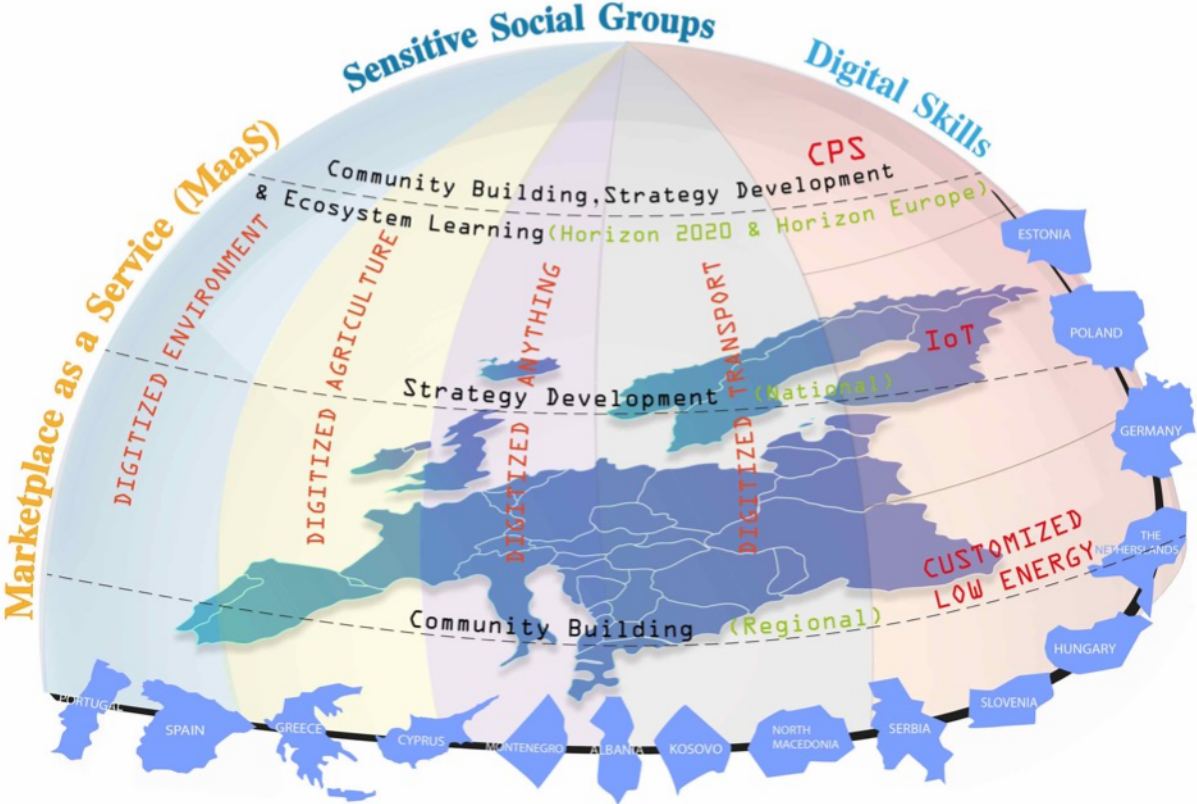 Sensitive Social Groups
Digital Skills
Marketplace as a Service (MaaS)
CPS
Community Building,Strategy Development
& Ecosystem Learning(Horizon 2020 & Horizon Europe)
DIGITIZED ENVIRONMENT
DIGITIZED AGRICULTURE
DIGITIZED ANYTHING
DIGITIZED TRANSPORT
IoT
Strategy Development (National)
CUSTOMIZED
LOW ENERGY
Community Building (Regional)
ESTONIA
POLAND
GERMANY
THE
NETHERSLANDS
HUNGARY
SLOVENIA
SERBIA
NORTH
MACEDONIA
KOSOVO
ALBANIA
MONTENEGRO
CYPRUS
GREECE
SPAIN
PORTUGAL